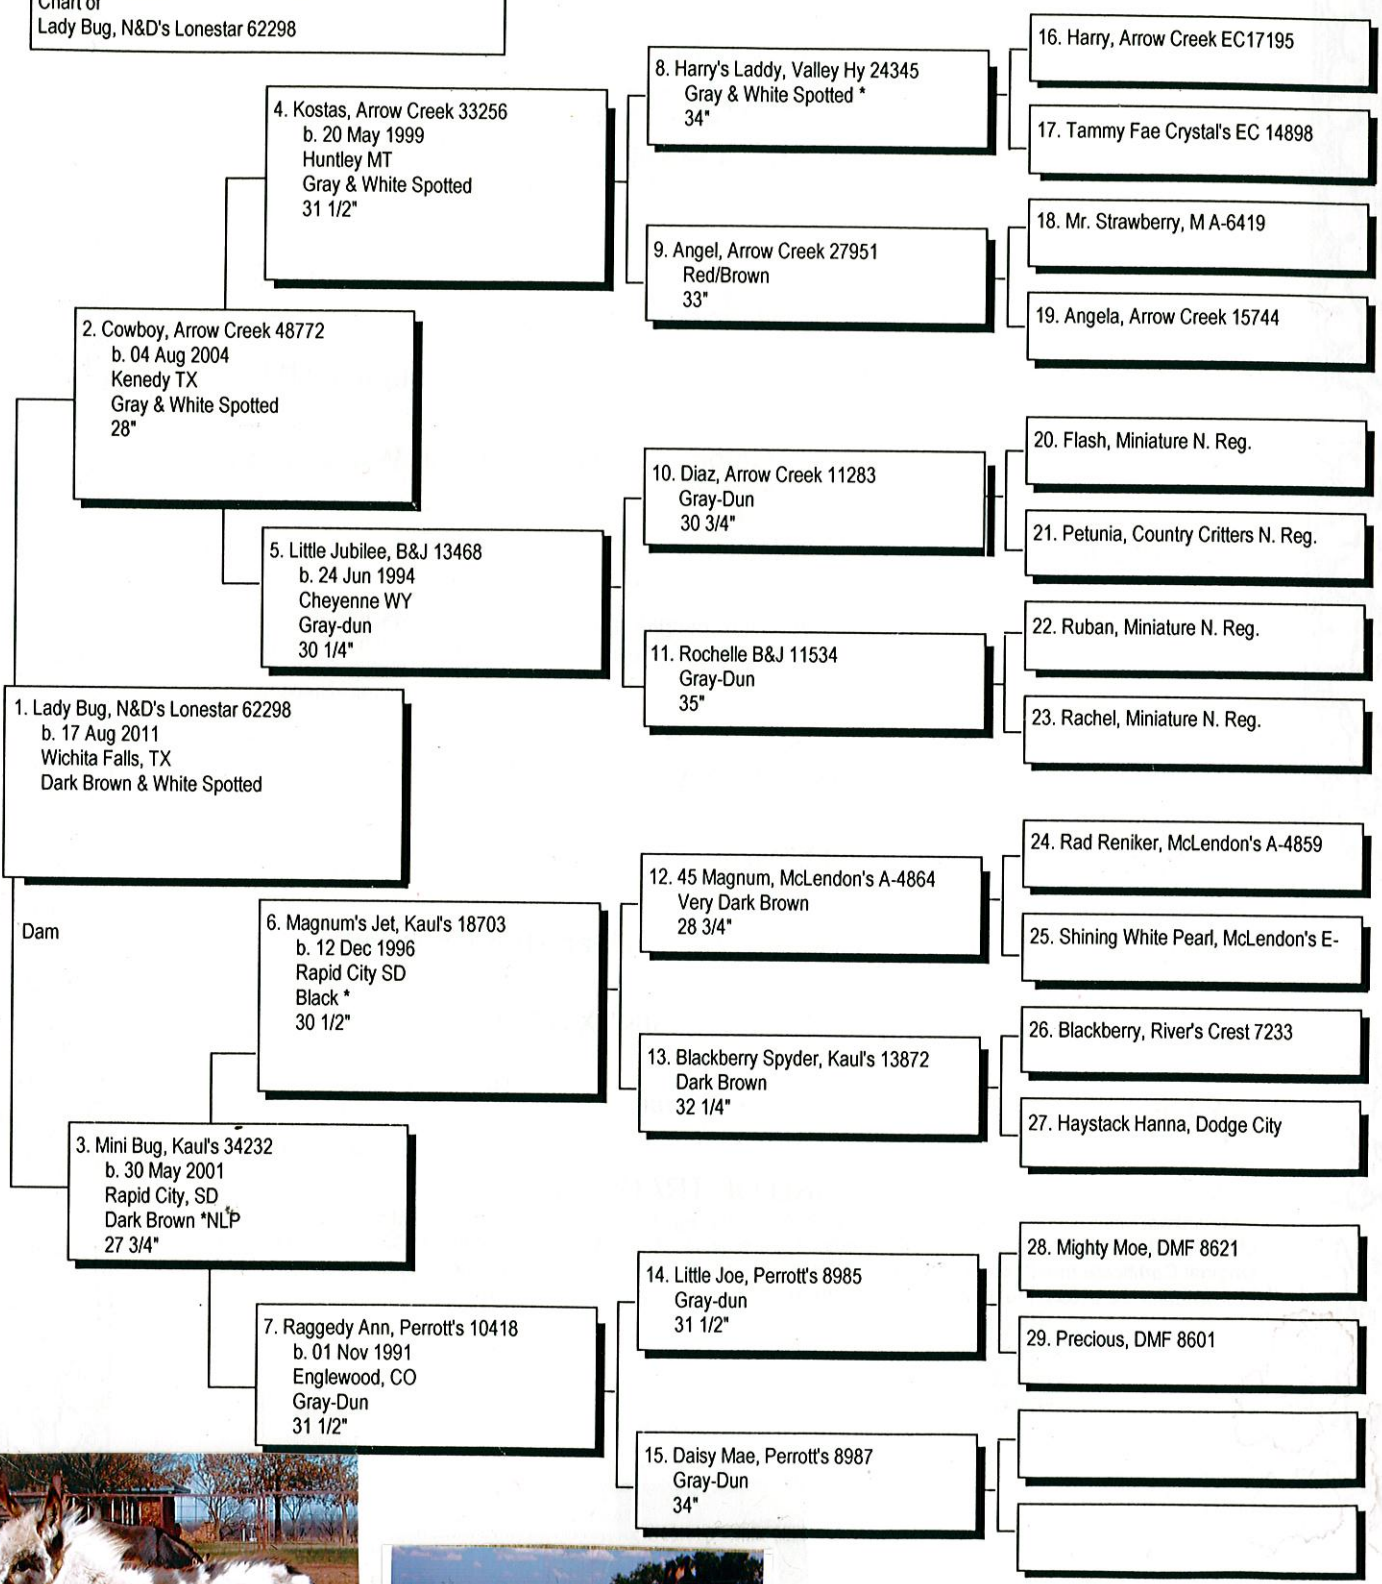 Chart of
Lady Bug, N&D's Lonestar 62298
16. Harry, Arrow Creek EC17195
8. Harry's Laddy, Valley Hy 24345
Gray & White Spotted *
34"
17. Tammy Fae Crystal's EC 14898
4. Kostas, Arrow Creek 33256
b. 20 May 1999
Huntley MT
Gray & White Spotted
31 1/2"
18. Mr. Strawberry, M A-6419
9. Angel, Arrow Creek 27951
Red/Brown
33"
19. Angela, Arrow Creek 15744
2. Cowboy, Arrow Creek 48772
b. 04 Aug 2004
Kenedy TX
Gray & White Spotted
28"
20. Flash, Miniature N. Reg.
10. Diaz, Arrow Creek 11283
Gray-Dun
30 3/4"
21. Petunia, Country Critters N. Reg.
5. Little Jubilee, B&J 13468
b. 24 Jun 1994
Cheyenne WY
Gray-dun
30 1/4"
22. Ruban, Miniature N. Reg.
11. Rochelle B&J 11534
Gray-Dun
35"
23. Rachel, Miniature N. Reg.
1. Lady Bug, N&D's Lonestar 62298
b. 17 Aug 2011
Wichita Falls, TX
Dark Brown & White Spotted
24. Rad Reniker, McLendon's A-4859
12. 45 Magnum, McLendon's A-4864
Very Dark Brown
28 3/4"
25. Shining White Pearl, McLendon's E-
Dam
6. Magnum's Jet, Kaul's 18703
b. 12 Dec 1996
Rapid City SD
Black *
30 1/2"
26. Blackberry, River's Crest 7233
13. Blackberry Spyder, Kaul's 13872
Dark Brown
32 1/4"
27. Haystack Hanna, Dodge City
3. Mini Bug, Kaul's 34232
b. 30 May 2001
Rapid City, SD
Dark Brown *NLP
27 3/4"
28. Mighty Moe, DMF 8621
14. Little Joe, Perrott's 8985
Gray-dun
31 1/2"
29. Precious, DMF 8601
7. Raggedy Ann, Perrott's 10418
b. 01 Nov 1991
Englewood, CO
Gray-Dun
31 1/2"
15. Daisy Mae, Perrott's 8987
Gray-Dun
34"